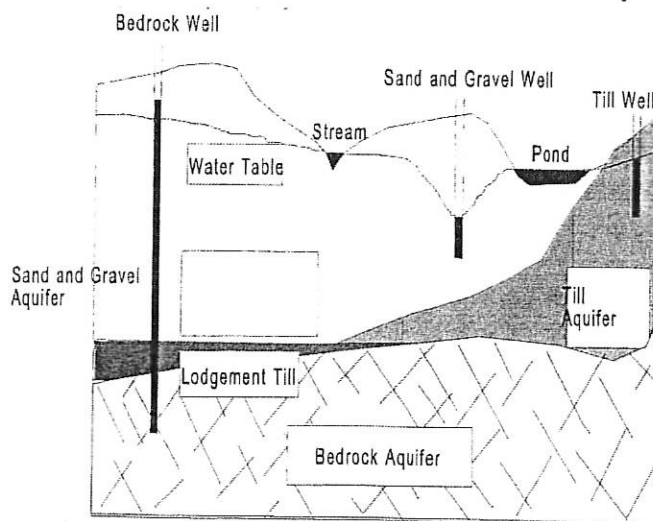 Bedrock Well
Sand and Gravel Well
Till Well
Stream
Pond
Water Table
Sand and Gravel
Aquifer
Till
Aquifer
Lodgement Till
Bedrock Aquifer